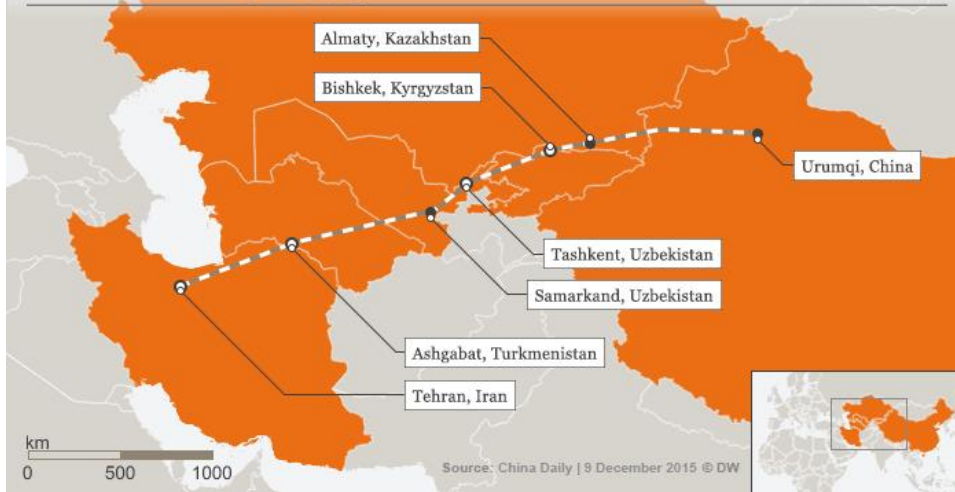 Almaty, Kazakhstan
Bishkek, Kyrgyzstan
Urumqi, China
Tashkent, Uzbekistan
Samarkand, Uzbekistan
Ashgabat, Turkmenistan
Tehran, Iran
km
0 500 1000
Source: China Daily | 9 December 2015 © DW